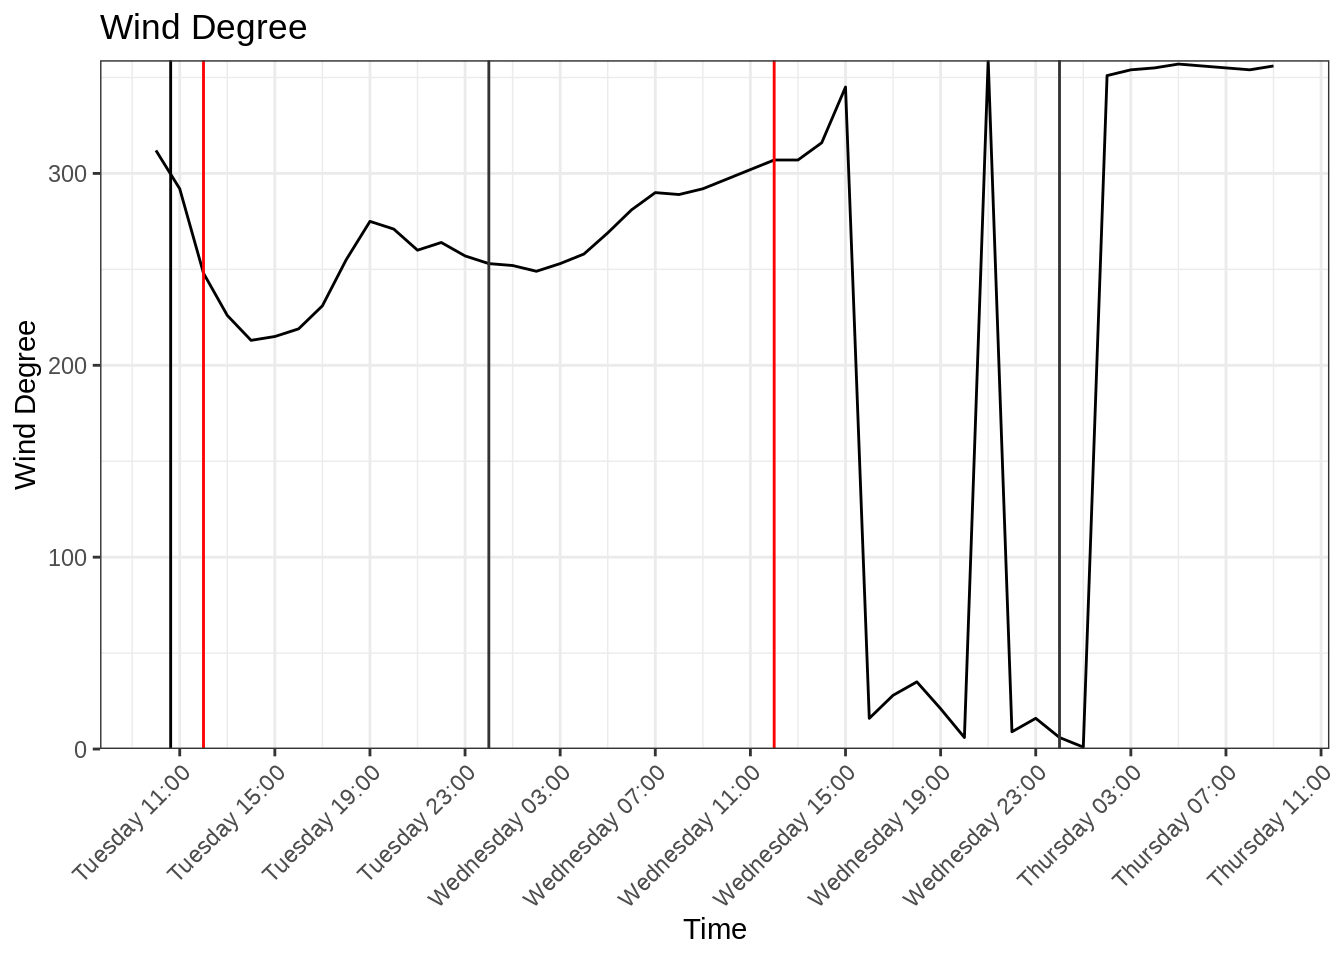 Wind Degree
Wind Degree
300
200
100
0
Tuesday 11:00
Tuesday 15:00
Tuesday 19:00
Tuesday 23:00
Wednesday 03:00
Wednesday 07:00
Wednesday 11:00
Wednesday 15:00
Wednesday 19:00
Wednesday 23:00
Thursday 03:00
Thursday 07:00
Thursday 11:00
Time